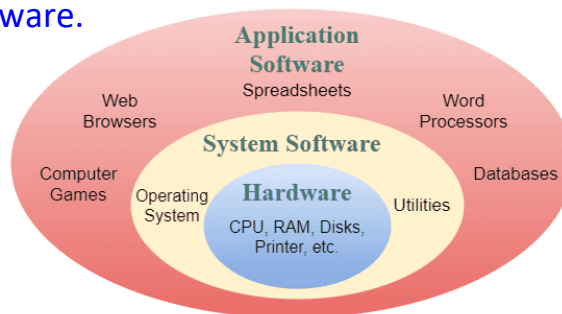 ware.
Application
Software
Spreadsheets
Web
Browsers
Word
Processors
Computer
Games
Databases
System Software
Operating
System
Utilities
Hardware
CPU, RAM, Disks,
Printer, etc.